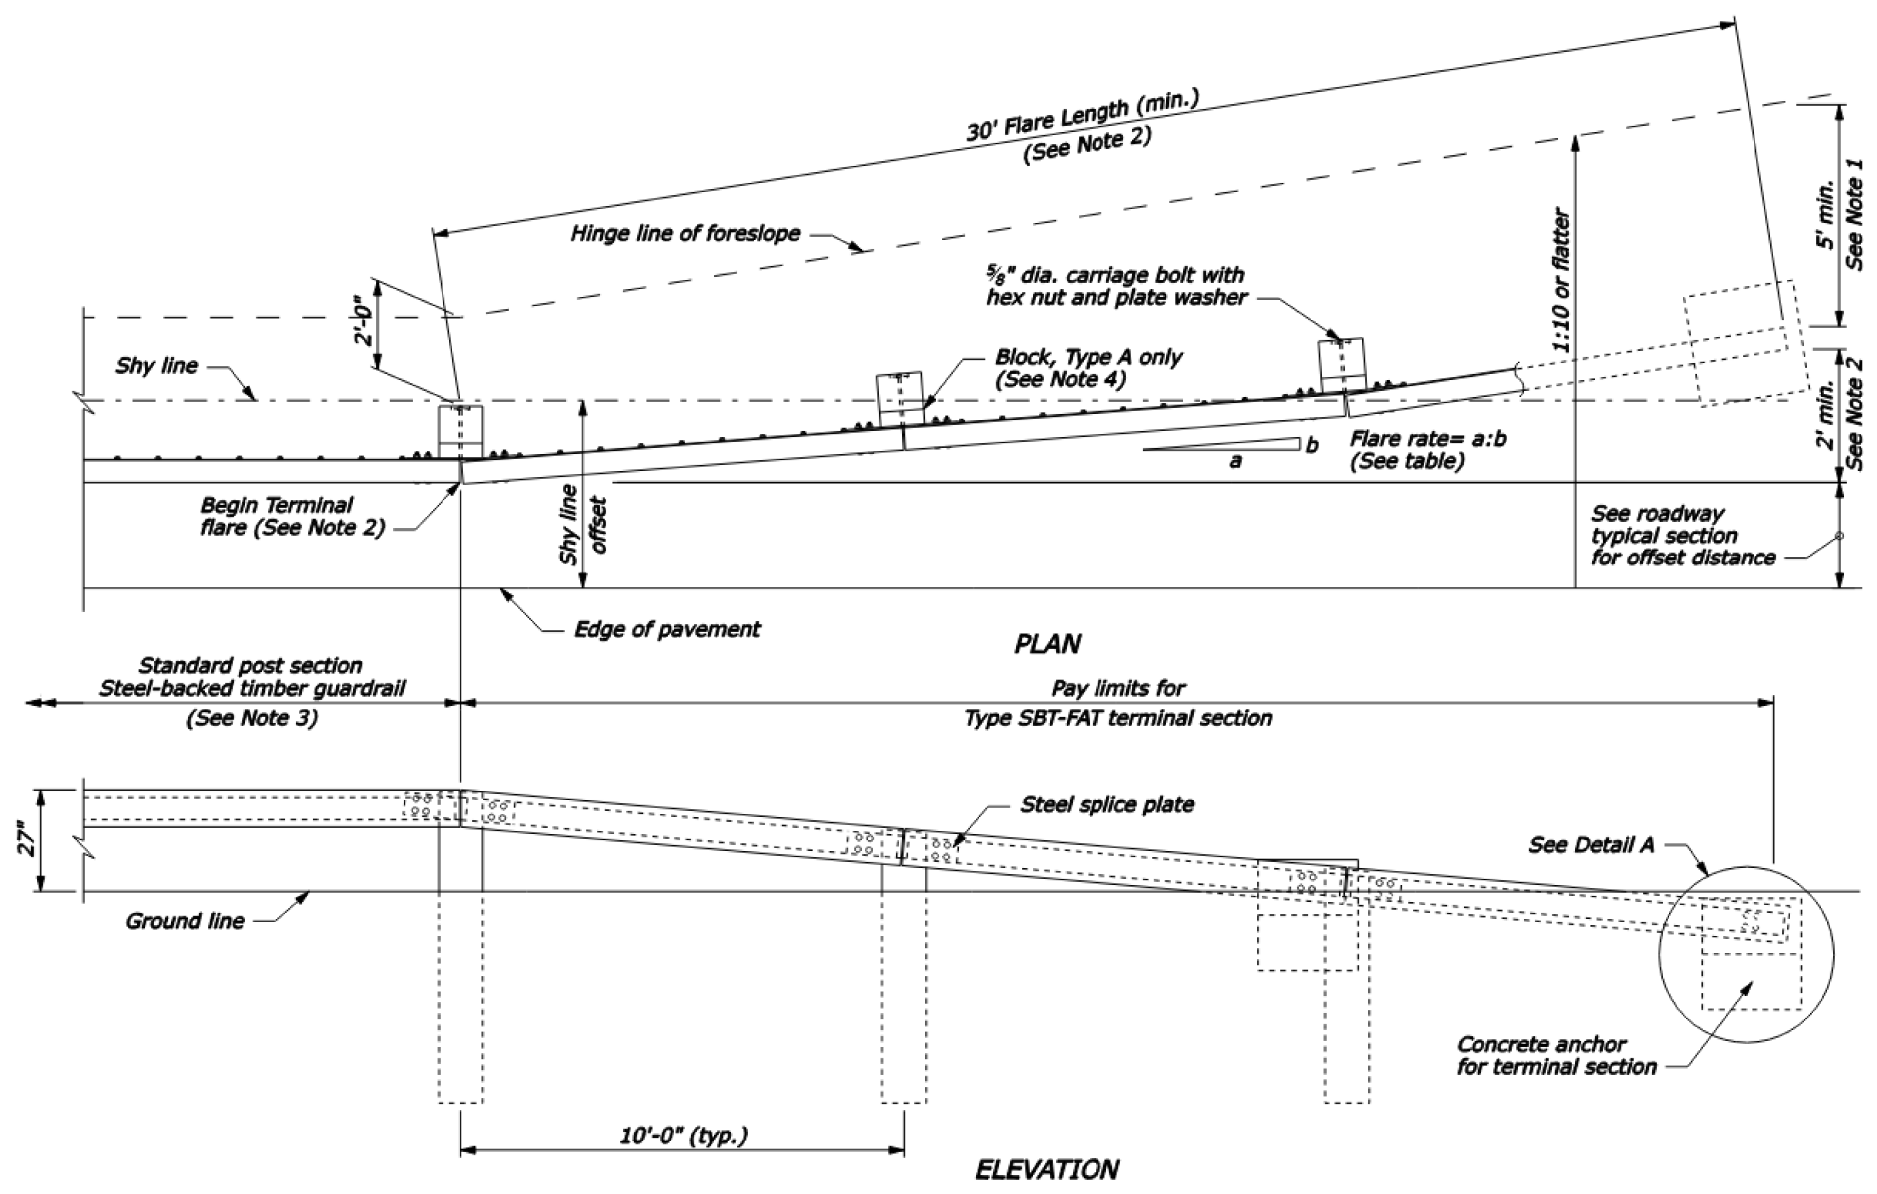 30' Flare Length (min.)
(See Note 2)
Hinge line of foreslope
5/8" dia. carriage bolt with
hex nut and plate washer
2'-0"
Shy line
Block, Type A only
(See Note 4)
1:10 or flatter
5' min.
See Note 1
2' min.
See Note 2
Flare rate= a:b
(See table)
a
b
Begin Terminal
flare (See Note 2)
Shy line
offset
See roadway
typical section
for offset distance
Edge of pavement
PLAN
Standard post section
Steel-backed timber guardrail
(See Note 3)
Pay limits for
Type SBT-FAT terminal section
27"
Steel splice plate
See Detail A
Ground line
Concrete anchor
for terminal section
10'-0" (typ.)
ELEVATION